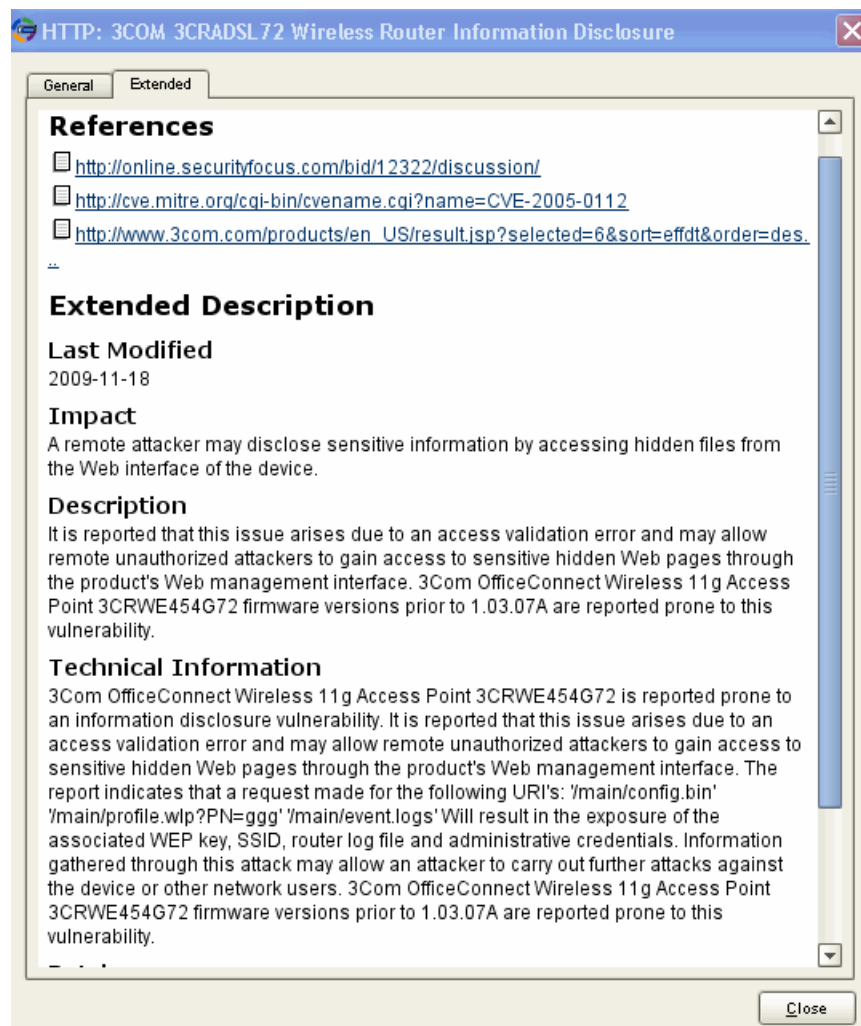 HTTP: 3COM 3CRADSL72 Wireless Router Information Disclosure
General Extended
References
http://online.securityfocus.com/bid/12322/discussion/
http://cve.mitre.org/cgi-bin/cvename.cgi?name=CVE-2005-0112
http://www.3com.com/products/en_US/result.jsp?selected=6&sort=effdt&order=des.
..
Extended Description
Last Modified
2009-11-18
Impact
A remote attacker may disclose sensitive information by accessing hidden files from
the Web interface of the device.
Description
It is reported that this issue arises due to an access validation error and may allow
remote unauthorized attackers to gain access to sensitive hidden Web pages through
the product's Web management interface. 3Com OfficeConnect Wireless 11g Access
Point 3CRWE454G72 firmware versions prior to 1.03.07A are reported prone to this
vulnerability.
Technical Information
3Com OfficeConnect Wireless 11g Access Point 3CRWE454G72 is reported prone to
an information disclosure vulnerability. It is reported that this issue arises due to an
access validation error and may allow remote unauthorized attackers to gain access to
sensitive hidden Web pages through the product's Web management interface. The
report indicates that a request made for the following URI's: '/main/config.bin'
'/main/profile.wlp?PN=ggg' '/main/event.logs' Will result in the exposure of the
associated WEP key, SSID, router log file and administrative credentials. Information
gathered through this attack may allow an attacker to carry out further attacks against
the device or other network users. 3Com OfficeConnect Wireless 11g Access Point
3CRWE454G72 firmware versions prior to 1.03.07A are reported prone to this
vulnerability.
Close